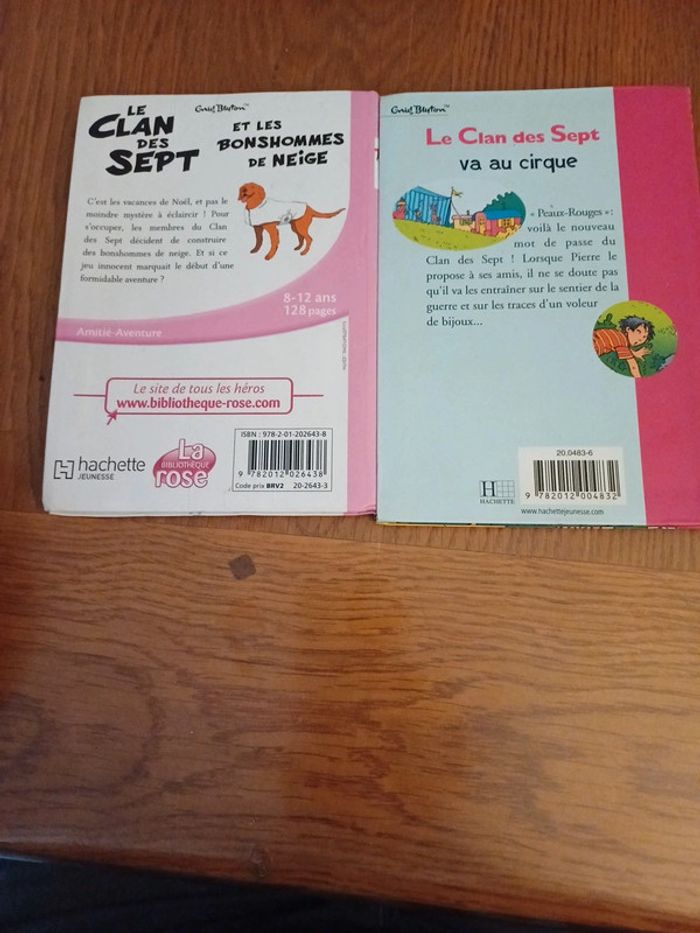 LE
CLAN
DES
SEPT
Enid Blyton™
ET LES
BONSHOMMES
DE NEIGE
C'est les vacances de Noël, et pas le
moindre mystère à éclaircir ! Pour
s'occuper, les membres du Clan
des Sept décident de construire
des bonshommes de neige. Et si ce
jeu innocent marquait le début d'une
formidable aventure ?
8-12 ans
128 pages
Amitié-Aventure
Le site de tous les héros
www.bibliotheque-rose.com
hachette
JEUNESSE
La
BIBLIOTHÈQUE
rose
ISBN : 978-2-01-202643-8
9 782012 026438
Code prix BRV2 20-2643-3
Enid Blyton™
Le Clan des Sept
va au cirque
« Peaux-Rouges » :
voilà le nouveau
mot de passe du
Clan des Sept ! Lorsque Pierre le
propose à ses amis, il ne se doute pas
qu'il va les entraîner sur le sentier de la
guerre et sur les traces d'un voleur
de bijoux...
H
HACHETTE
20.0483-6
9 782012 004832
www.hachettejeunesse.com